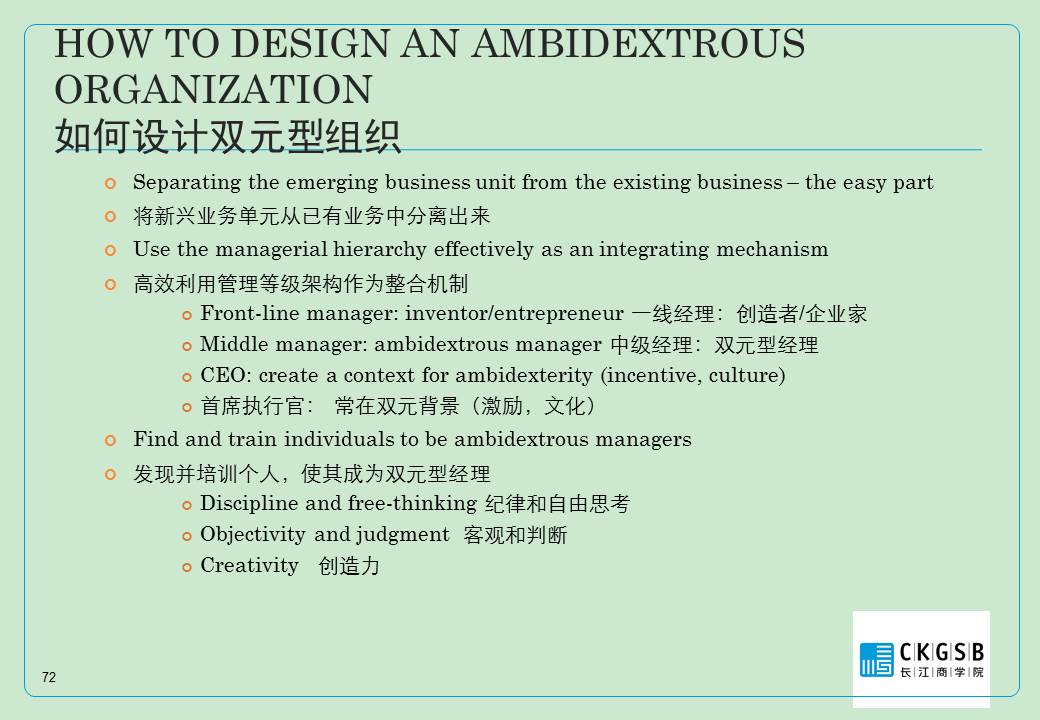 HOW TO DESIGN AN AMBIDEXTROUS
ORGANIZATION
如何设计双元型组织
Separating the emerging business unit from the existing business – the easy part
将新兴业务单元从已有业务中分离出来
Use the managerial hierarchy effectively as an integrating mechanism
高效利用管理等级架构作为整合机制
Front-line manager: inventor/entrepreneur 一线经理：创造者/企业家
Middle manager: ambidextrous manager 中级经理：双元型经理
CEO: create a context for ambidexterity (incentive, culture)
首席执行官： 常在双元背景（激励，文化）
Find and train individuals to be ambidextrous managers
发现并培训个人，使其成为双元型经理
Discipline and free-thinking 纪律和自由思考
Objectivity and judgment 客观和判断
Creativity 创造力
CKGSB
长江商学院
72